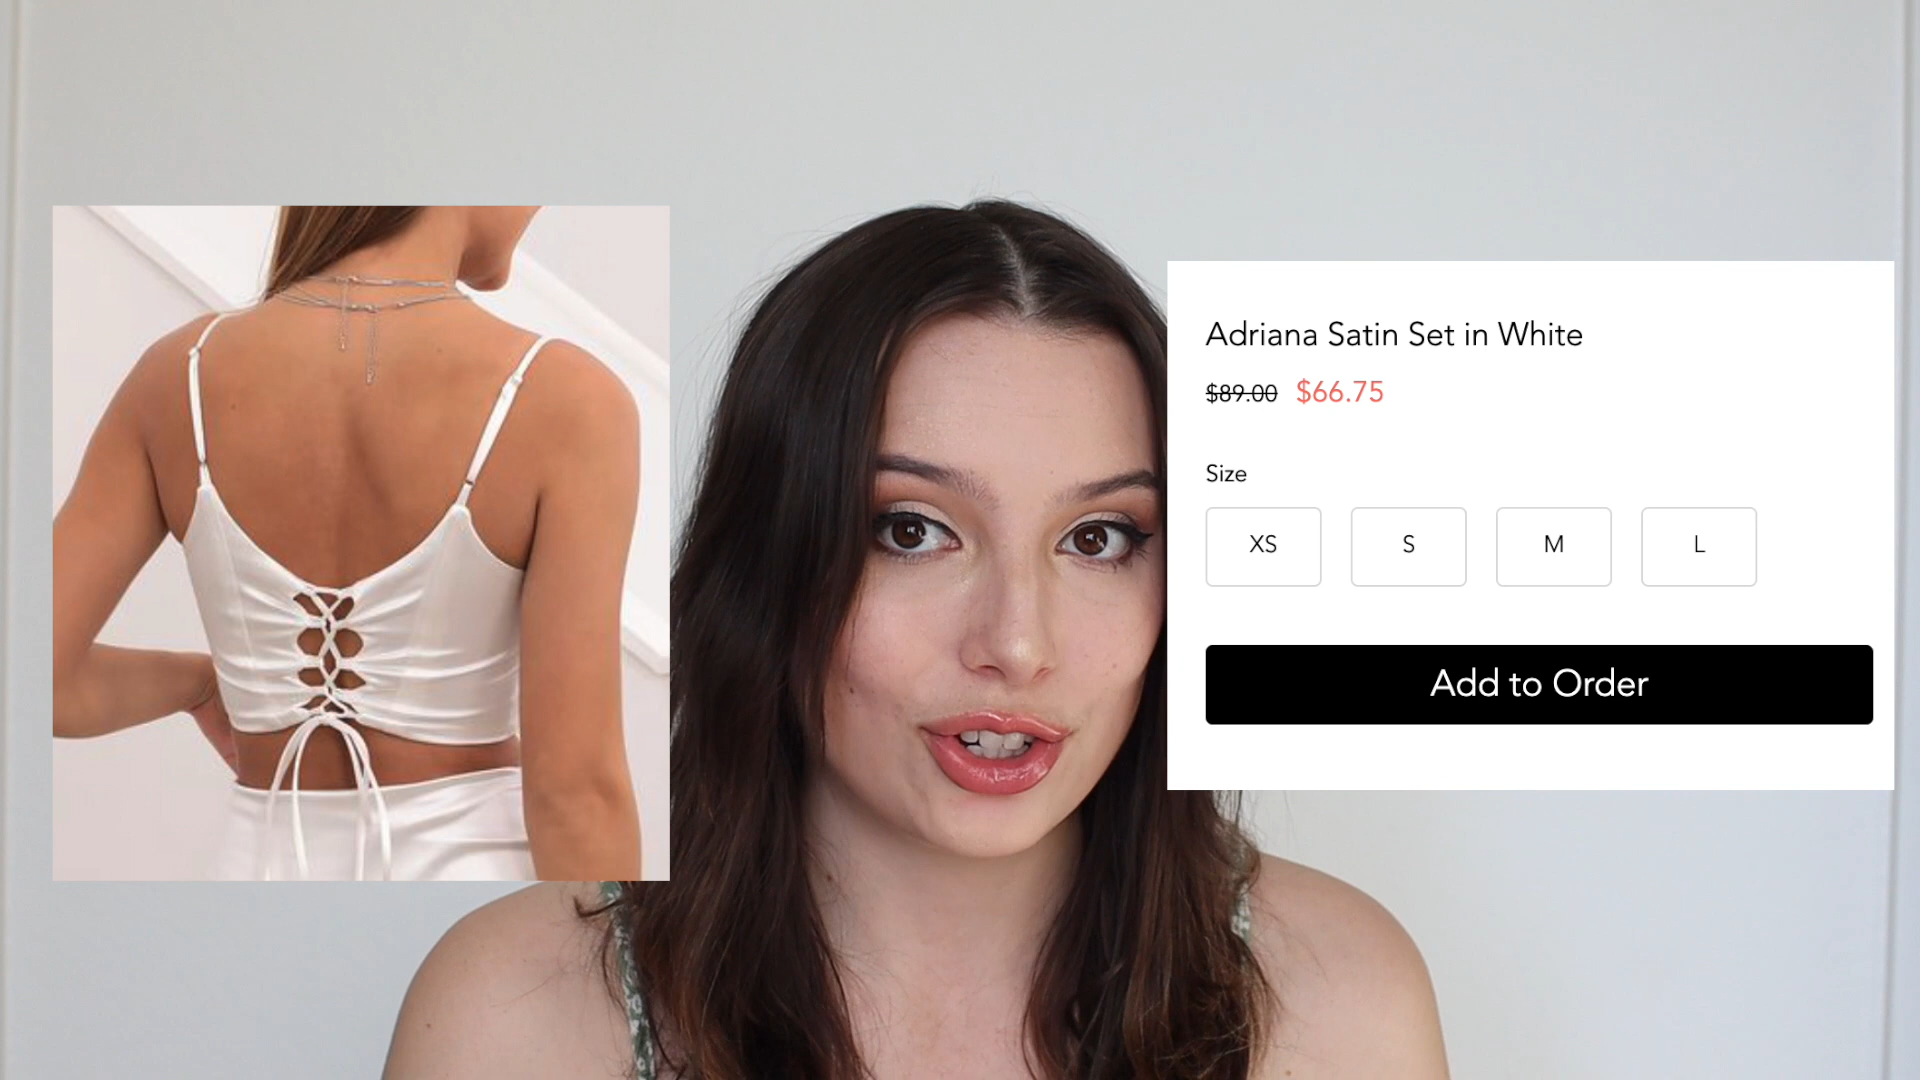 Adriana Satin Set in White
$89.00 $66.75
Size
XS S M L
Add to Order